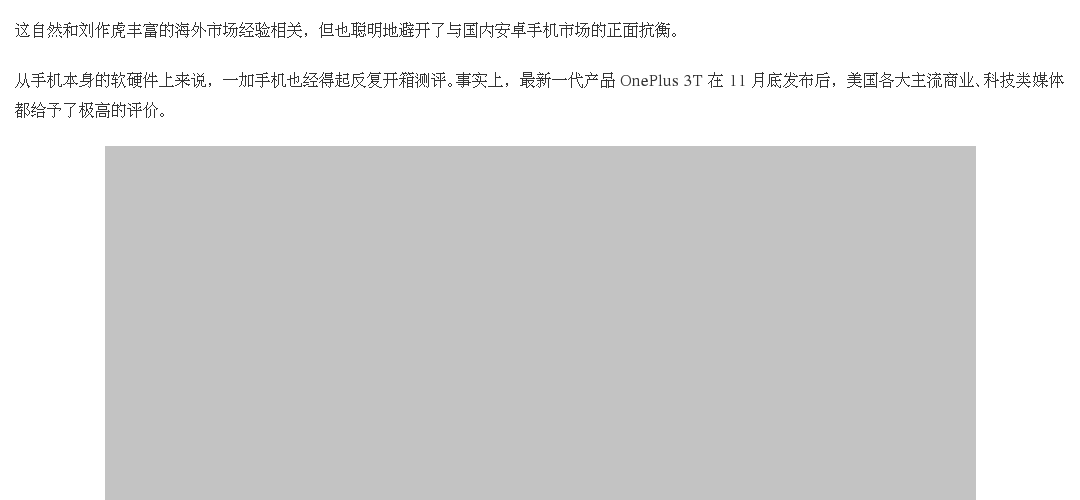 这自然和刘作虎丰富的海外市场经验相关，但也聪明地避开了与国内安卓手机市场的正面抗衡。
从手机本身的软硬件上来说，一加手机也经得起反复开箱测评。事实上，最新一代产品 OnePlus 3T 在 11 月底发布后，美国各大主流商业、科技类媒体
都给予了极高的评价。